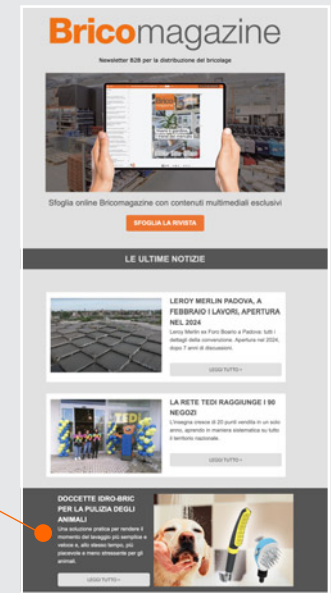 Bricomagazine
Newsletter B2B per la distribuzione del bricolage
Brico
Sfoglia online Bricomagazine con contenuti multimediali esclusivi
SFOGLIA LA RIVISTA
LE ULTIME NOTIZIE
LEROY MERLIN PADOVA, A
FEBBRAIO I LAVORI, APERTURA
NEL 2024
Leroy Merlin ex Foro Boario a Padova: tutti i
dettagli della convenzione. Apertura nel 2024,
dopo 7 anni di discussioni.
LEGGI TUTTO >
LA RETE TEDI RAGGIUNGE I 90
NEGOZI
L'insegna cresce di 20 punti vendita in un solo
anno, aprendo in maniera sistematica su tutto
il territorio nazionale.
LEGGI TUTTO >
TEDi
DOCCETTE IDRO-BRIC
PER LA PULIZIA DEGLI
ANIMALI
Una soluzione pratica per rendere il
momento del lavaggio più semplice e
veloce e, allo stesso tempo, più
piacevole e meno stressante per gli
animali.
LEGGI TUTTO >